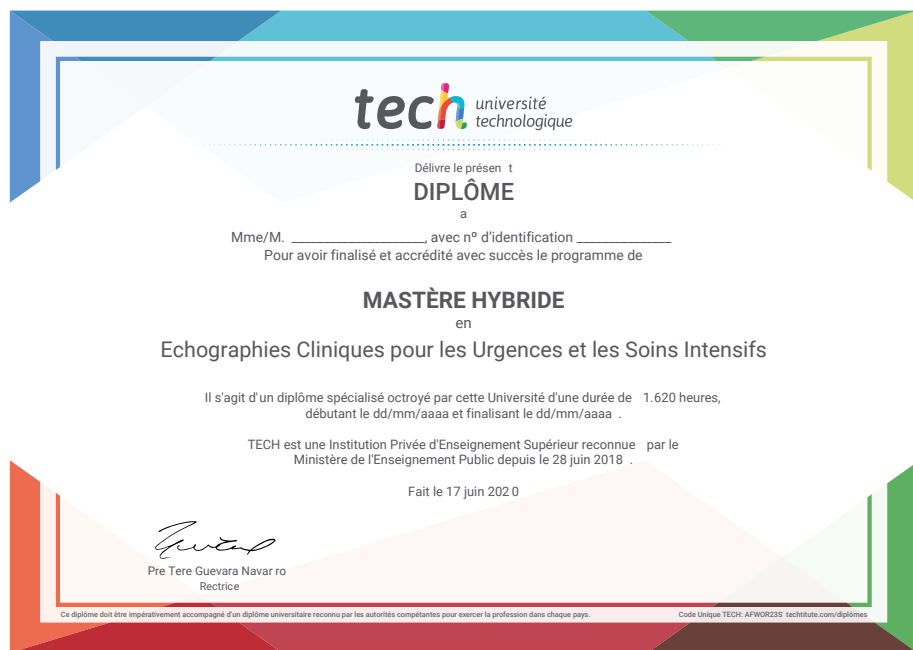 tech université
technologique
Délivre le présen t
DIPLÔME
a
Mme/M. ____________________, avec nº d'identification ______________
Pour avoir finalisé et accrédité avec succès le programme de
MASTÈRE HYBRIDE
en
Echographies Cliniques pour les Urgences et les Soins Intensifs
Il s'agit d'un diplôme spécialisé octroyé par cette Université d'une durée de 1.620 heures,
débutant le dd/mm/aaaa et finalisant le dd/mm/aaaa .
TECH est une Institution Privée d'Enseignement Supérieur reconnue par le
Ministère de l'Enseignement Public depuis le 28 juin 2018 .
Fait le 17 juin 202 0
Pre Tere Guevara Navar ro
Rectrice
Ce diplôme doit être impérativement accompagné d'un diplôme universitaire reconnu par les autorités compétantes pour exercer la profession dans chaque pays.
Code Unique TECH: AFWOR23S techtitute.com/diplômes